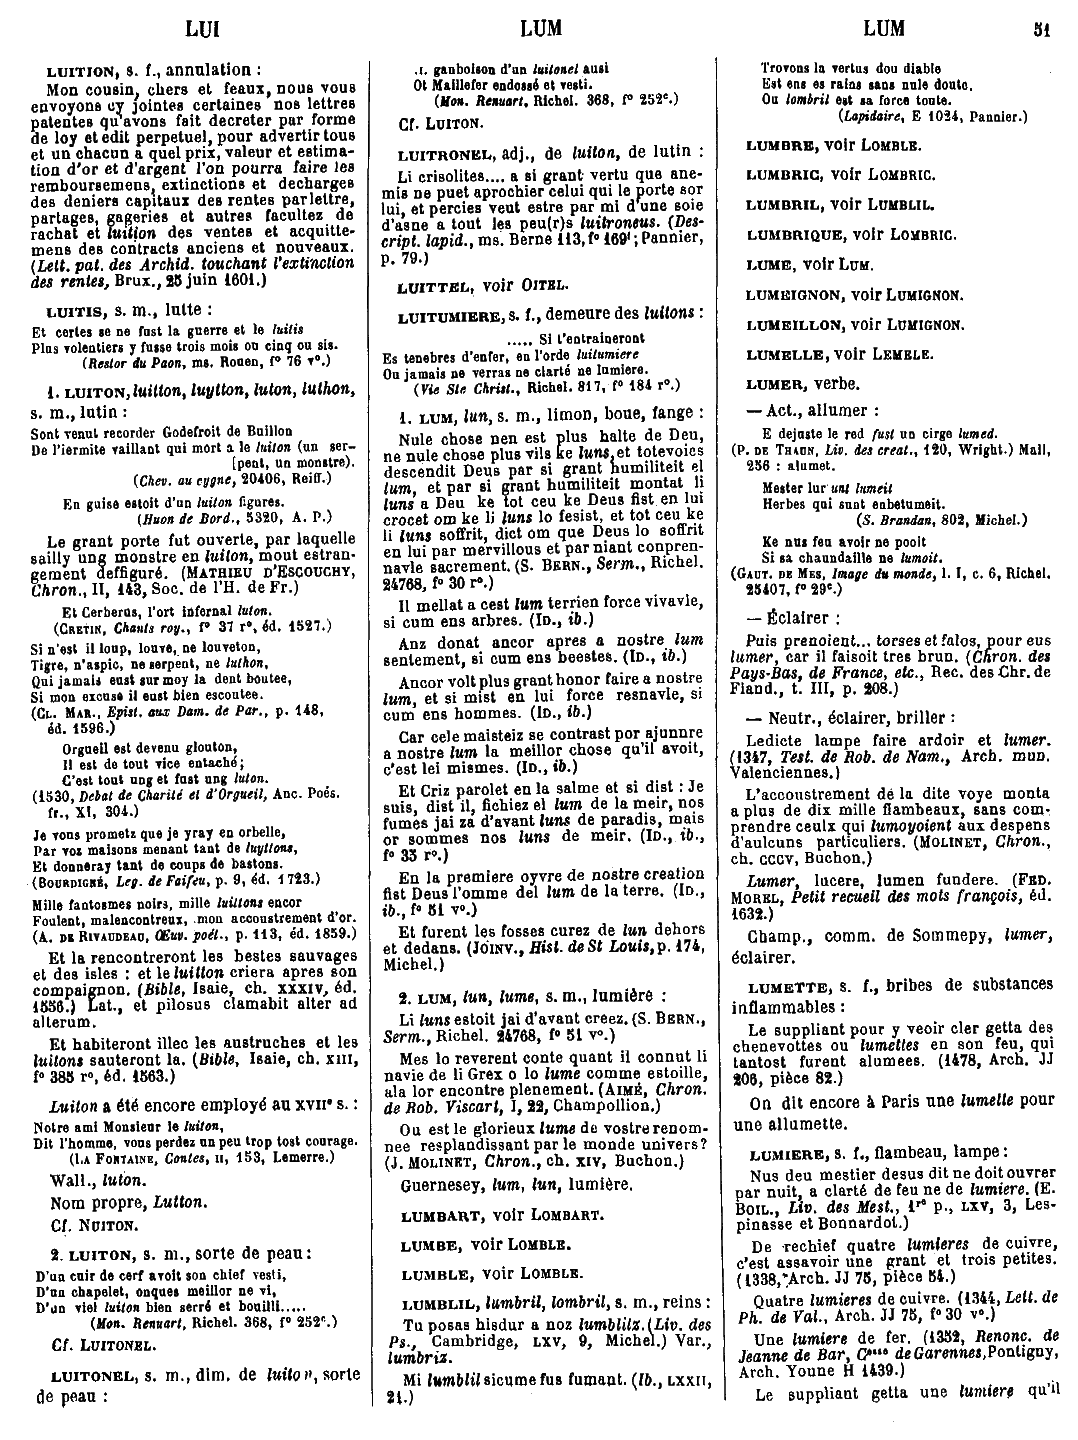 LUI
LUM
LUM
51
LUITION, s. f., annulation :
Mon cousin, chers et feaux, nous vous
envoyons cy jointes certaines nos lettres
patentes qu'avons fait decreter par forme
de loy et edit perpetuel, pour advertir tous
et un chacun a quel prix, valeur et estima-
tion d'or et d'argent l'on pourra faire les
remboursemens, extinctions et decharges
des deniers capitaux des rentes par lettre,
partages, gageries et autres facultez de
rachat et luition des ventes et acquitte-
mens des contracts anciens et nouveaux.
(Lett. pat. des Archid. touchant l'extinction
des rentes, Brux., 25 juin 1601.)
LUITIS, s. m., lutte :
Et certes se ne fust la guerre et le luitis
Plus volentiers y fusse trois mois ou cinq ou sis.
(Restor du Paon, ms. Rouen, f° 76 v°.)
1. LUITON, luitton, luytton, luton, luthon,
s. m., lutin :
Sont venut recorder Godefroit de Buillon
De l'iermite vaillant qui mort a le luiton (un ser-
[pent, un monstre).
(Chev. au cygne, 20406, Reiff.)
En guise estoit d'un luiton figures.
(Huon de Bord., 5320, A. P.)
Le grant porte fut ouverte, par laquelle
sailly ung monstre en luiton, mout estran-
gement deffiguré. (MATHIEU D'ESCOUCHY,
Chron., II, 143, Soc. de l'H. de Fr.)
Et Cerberus, l'ort infernal luton.
(CRETIN, Chants roy., f° 37 r°, éd. 1527.)
Si n'est il loup, louve, ne louveton,
Tigre, n'aspic, ne serpent, ne luthon,
Qui jamais eust sur moy la dent boutee,
Si mon excuse il eust bien escoutee.
(CL. MAR., Epist. aux Dam. de Par., p. 148,
éd. 1596.)
Orgueil est devenu glouton,
Il est de tout vice entaché;
C'est tout ung et fust ung luton.
(1530, Debat de Charité et d'Orgueil, Anc. Poés.
fr., XI, 304.)
Je vous prometz que je yray en orbelle,
Par voz maisons menant tant de luyttons,
Et donneray tant de coups de bastons.
(BOURDIGNÉ, Leg. de Faifeu, p. 9, éd. 1723.)
Mille fantosmes noirs, mille luittons encor
Foulent, malencontreux, mon accoustrement d'or.
(A. DE RIVAUDEAU, Œuv. poél., p. 113, éd. 1859.)
Et la rencontreront les bestes sauvages
et des isles : et le luitton criera apres son
compaignon. (Bible, Isaie, ch. XXXIV, éd.
1556.) Lat., et pilosus clamabit alter ad
alterum.
Et habiteront illec les austruches et les
luitons sauteront la. (Bible, Isaie, ch. XIII,
f° 385 r°, éd. 1563.)
Luiton a été encore employé au XVIIe s. :
Notre ami Monsieur le luiton,
Dit l'homme, vous perdez un peu trop tost courage.
(LA FONTAINE, Contes, II, 153, Lemerre.)
Wall., luton.
Nom propre, Lutton.
Cf. NUITON.
2. LUITON, s. m., sorte de peau :
D'un cuir de cerf avoit son chief vesti,
D'un chapelet, onques meillor ne vi,
D'un viel luiton bien serré et bouilli.....
(Mon. Renuart, Richel. 368, f° 252c.)
Cf. LUITONEL.
LUITONEL, s. m., dim. de luiton, sorte
de peau :
.I. ganboison d'un luitonel ausi
Ot Maillefer endossé et vesti.
(Mon. Renuart, Richel. 368, f° 252c.)
Cf. LUITON.
LUITRONEL, adj., de luiton, de lutin :
Li crisolites.... a si grant vertu que ane-
mis ne puet aprochier celui qui le porte sor
lui, et percies veut estre par mi d'une soie
d'asne a tout les peu(r)s luitroneus. (Des-
cript. lapid., ms. Berne 113, f° 169t; Pannier,
p. 79.)
LUITTEL, voir OITEL.
LUITUMIERE, s. f., demeure des luitons :
..... Si t'entraineront
Es tenebres d'enfer, en l'orde luitumiere
Ou jamais ne verras ne clarté ne lumiere.
(Vie Ste Christ., Richel. 817, f° 184 r°.)
1. LUM, lun, s. m., limon, boue, fange :
Nule chose nen est plus halte de Deu,
ne nule chose plus vils ke luns, et totevoies
descendit Deus par si grant humiliteit el
lum, et par si grant humiliteit montat li
luns a Deu ke tot ceu ke Deus fist en lui
crocet om ke li luns lo fesist, et tot ceu ke
li luns soffrit, dict om que Deus lo soffrit
en lui par mervillous et par niant conpren-
navle sacrement. (S. BERN., Serm., Richel.
24768, f° 30 r°.)
Il mellat a cest lum terrien force vivavle,
si cum ens arbres. (ID., ib.)
Anz donat ancor apres a nostre lum
sentement, si cum ens beestes. (ID., ib.)
Ancor volt plus grant honor faire a nostre
lum, et si mist en lui force resnavle, si
cum ens hommes. (ID., ib.)
Car cele maisteiz se contrast por ajunnre
a nostre lum la meillor chose qu'il avoit,
c'est lei mismes. (ID., ib.)
Et Criz parolet en la salme et si dist : Je
suis, dist il, fichiez el lum de la meir, nos
fumes jai za d'avant luns de paradis, mais
or sommes nos luns de meir. (ID., ib.,
f° 33 r°.)
En la premiere oyvre de nostre creation
fist Deus l'omme del lum de la terre. (ID.,
ib., f° 51 v°.)
Et furent les fosses curez de lun dehors
et dedans. (JOINV., Hist. de St Louis, p. 174,
Michel.)
2. LUM, lun, lume, s. m., lumière :
Li luns estoit jai d'avant creez. (S. BERN.,
Serm., Richel. 24768, f° 51 v°.)
Mes lo reverent conte quant il connut li
navie de li Grex o lo lume comme estoille,
ala lor encontre plenement. (AIMÉ, Chron.
de Rob. Viscart, I, 22, Champollion.)
Ou est le glorieux lume de vostre renom-
nee resplandissant par le monde univers?
(J. MOLINET, Chron., ch. XIV, Buchon.)
Guernesey, lum, lun, lumière.
LUMBART, voir LOMBART.
LUMBE, voir LOMBLE.
LUMBLE, voir LOMBLE.
LUMBLIL, lumbril, lombril, s. m., reins :
Tu posas hisdur a noz lumblilz. (Liv. des
Ps., Cambridge, LXV, 9, Michel.) Var.,
lumbriz.
Mi lumblil sicume fus fumant. (Ib., LXXII,
21.)
Trovons la vertus dou diable
Est ens es rains sans nule doute,
Ou lombril est sa force toute.
(Lapidaire, E 1024, Pannier.)
LUMBRE, voir LOMBLE.
LUMBRIC, voir LOMBRIC.
LUMBRIL, voir LUMBLIL.
LUMBRIQUE, voir LOMBRIC.
LUME, voir LUM.
LUMEIGNON, voir LUMIGNON.
LUMEILLON, voir LUMIGNON.
LUMELLE, voir LEMELE.
LUMER, verbe.
— Act., allumer :
E dejuste le red fust un cirge lumed.
(P. DE THAUN, Liv. des creat., 120, Wright.) Mall,
256 : alumet.
Mester lur unt lumeit
Herbes qui sunt enbetumeit.
(S. Brandan, 802, Michel.)
Ke nus feu avoir ne pooit
Si sa chaundaille ne lumoit.
(GAUT. DE MES, Image du monde, l. I, c. 6, Richel.
25407, f° 29c.)
— Éclairer :
Puis prenoient... torses et falos, pour eus
lumer, car il faisoit tres brun. (Chron. des
Pays-Bas, de France, etc., Rec. des Chr. de
Fland., t. III, p. 208.)
— Neutr., éclairer, briller :
Ledicte lampe faire ardoir et lumer.
(1347, Test. de Rob. de Nam., Arch. mun.
Valenciennes.)
L'accoustrement de la dite voye monta
a plus de dix mille flambeaux, sans com-
prendre ceulx qui lumoyoient aux despens
d'aulcuns particuliers. (MOLINET, Chron.,
ch. CCCV, Buchon.)
Lumer, lucere, lumen fundere. (FED.
MOREL, Petit recueil des mots françois, éd.
1632.)
Champ., comm. de Sommepy, lumer,
éclairer.
LUMETTE, s. f., bribes de substances
inflammables :
Le suppliant pour y veoir cler getta des
chenevottes ou lumettes en son feu, qui
tantost furent alumees. (1478, Arch. JJ
206, pièce 82.)
On dit encore à Paris une lumette pour
une allumette.
LUMIERE, s. f., flambeau, lampe :
Nus deu mestier desus dit ne doit ouvrer
par nuit, a clarté de feu ne de lumiere. (E.
BOIL., Liv. des Mest., 1re p., LXV, 3, Les-
pinasse et Bonnardot.)
De rechief quatre lumieres de cuivre,
c'est assavoir une grant et trois petites.
(1338, Arch. JJ 75, pièce 54.)
Quatre lumieres de cuivre. (1344, Lett. de
Ph. de Val., Arch. JJ 75, f° 30 v°.)
Une lumiere de fer. (1352, Renonc. de
Jeanne de Bar, Csse de Garennes, Pontiguy,
Arch. Yonne H 1439.)
Le suppliant getta une lumiere qu'il